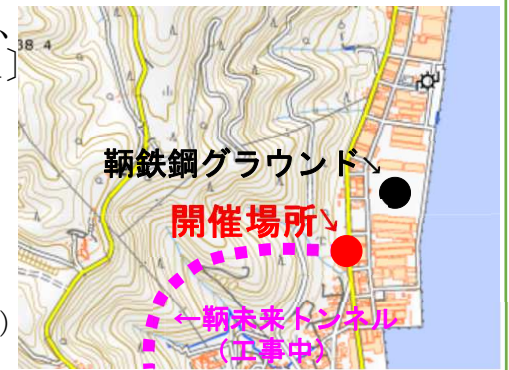 、
］
38 4
鞆鉄鋼グラウンド↘
開催場所↘
）
←鞆未来トンネル
（工事中）